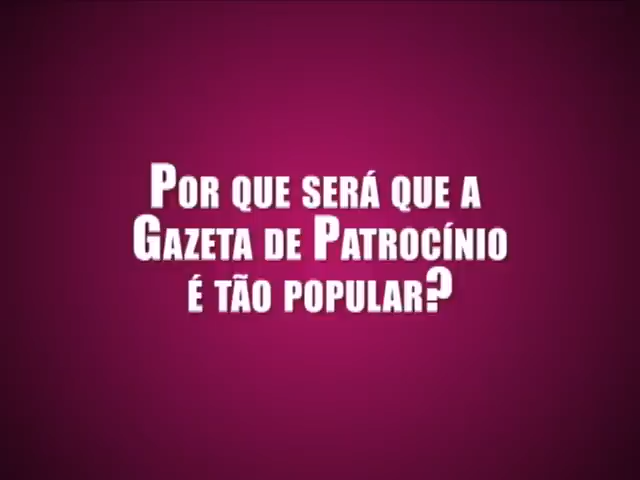 Por que será que a
Gazeta de Patrocínio
é tão popular?